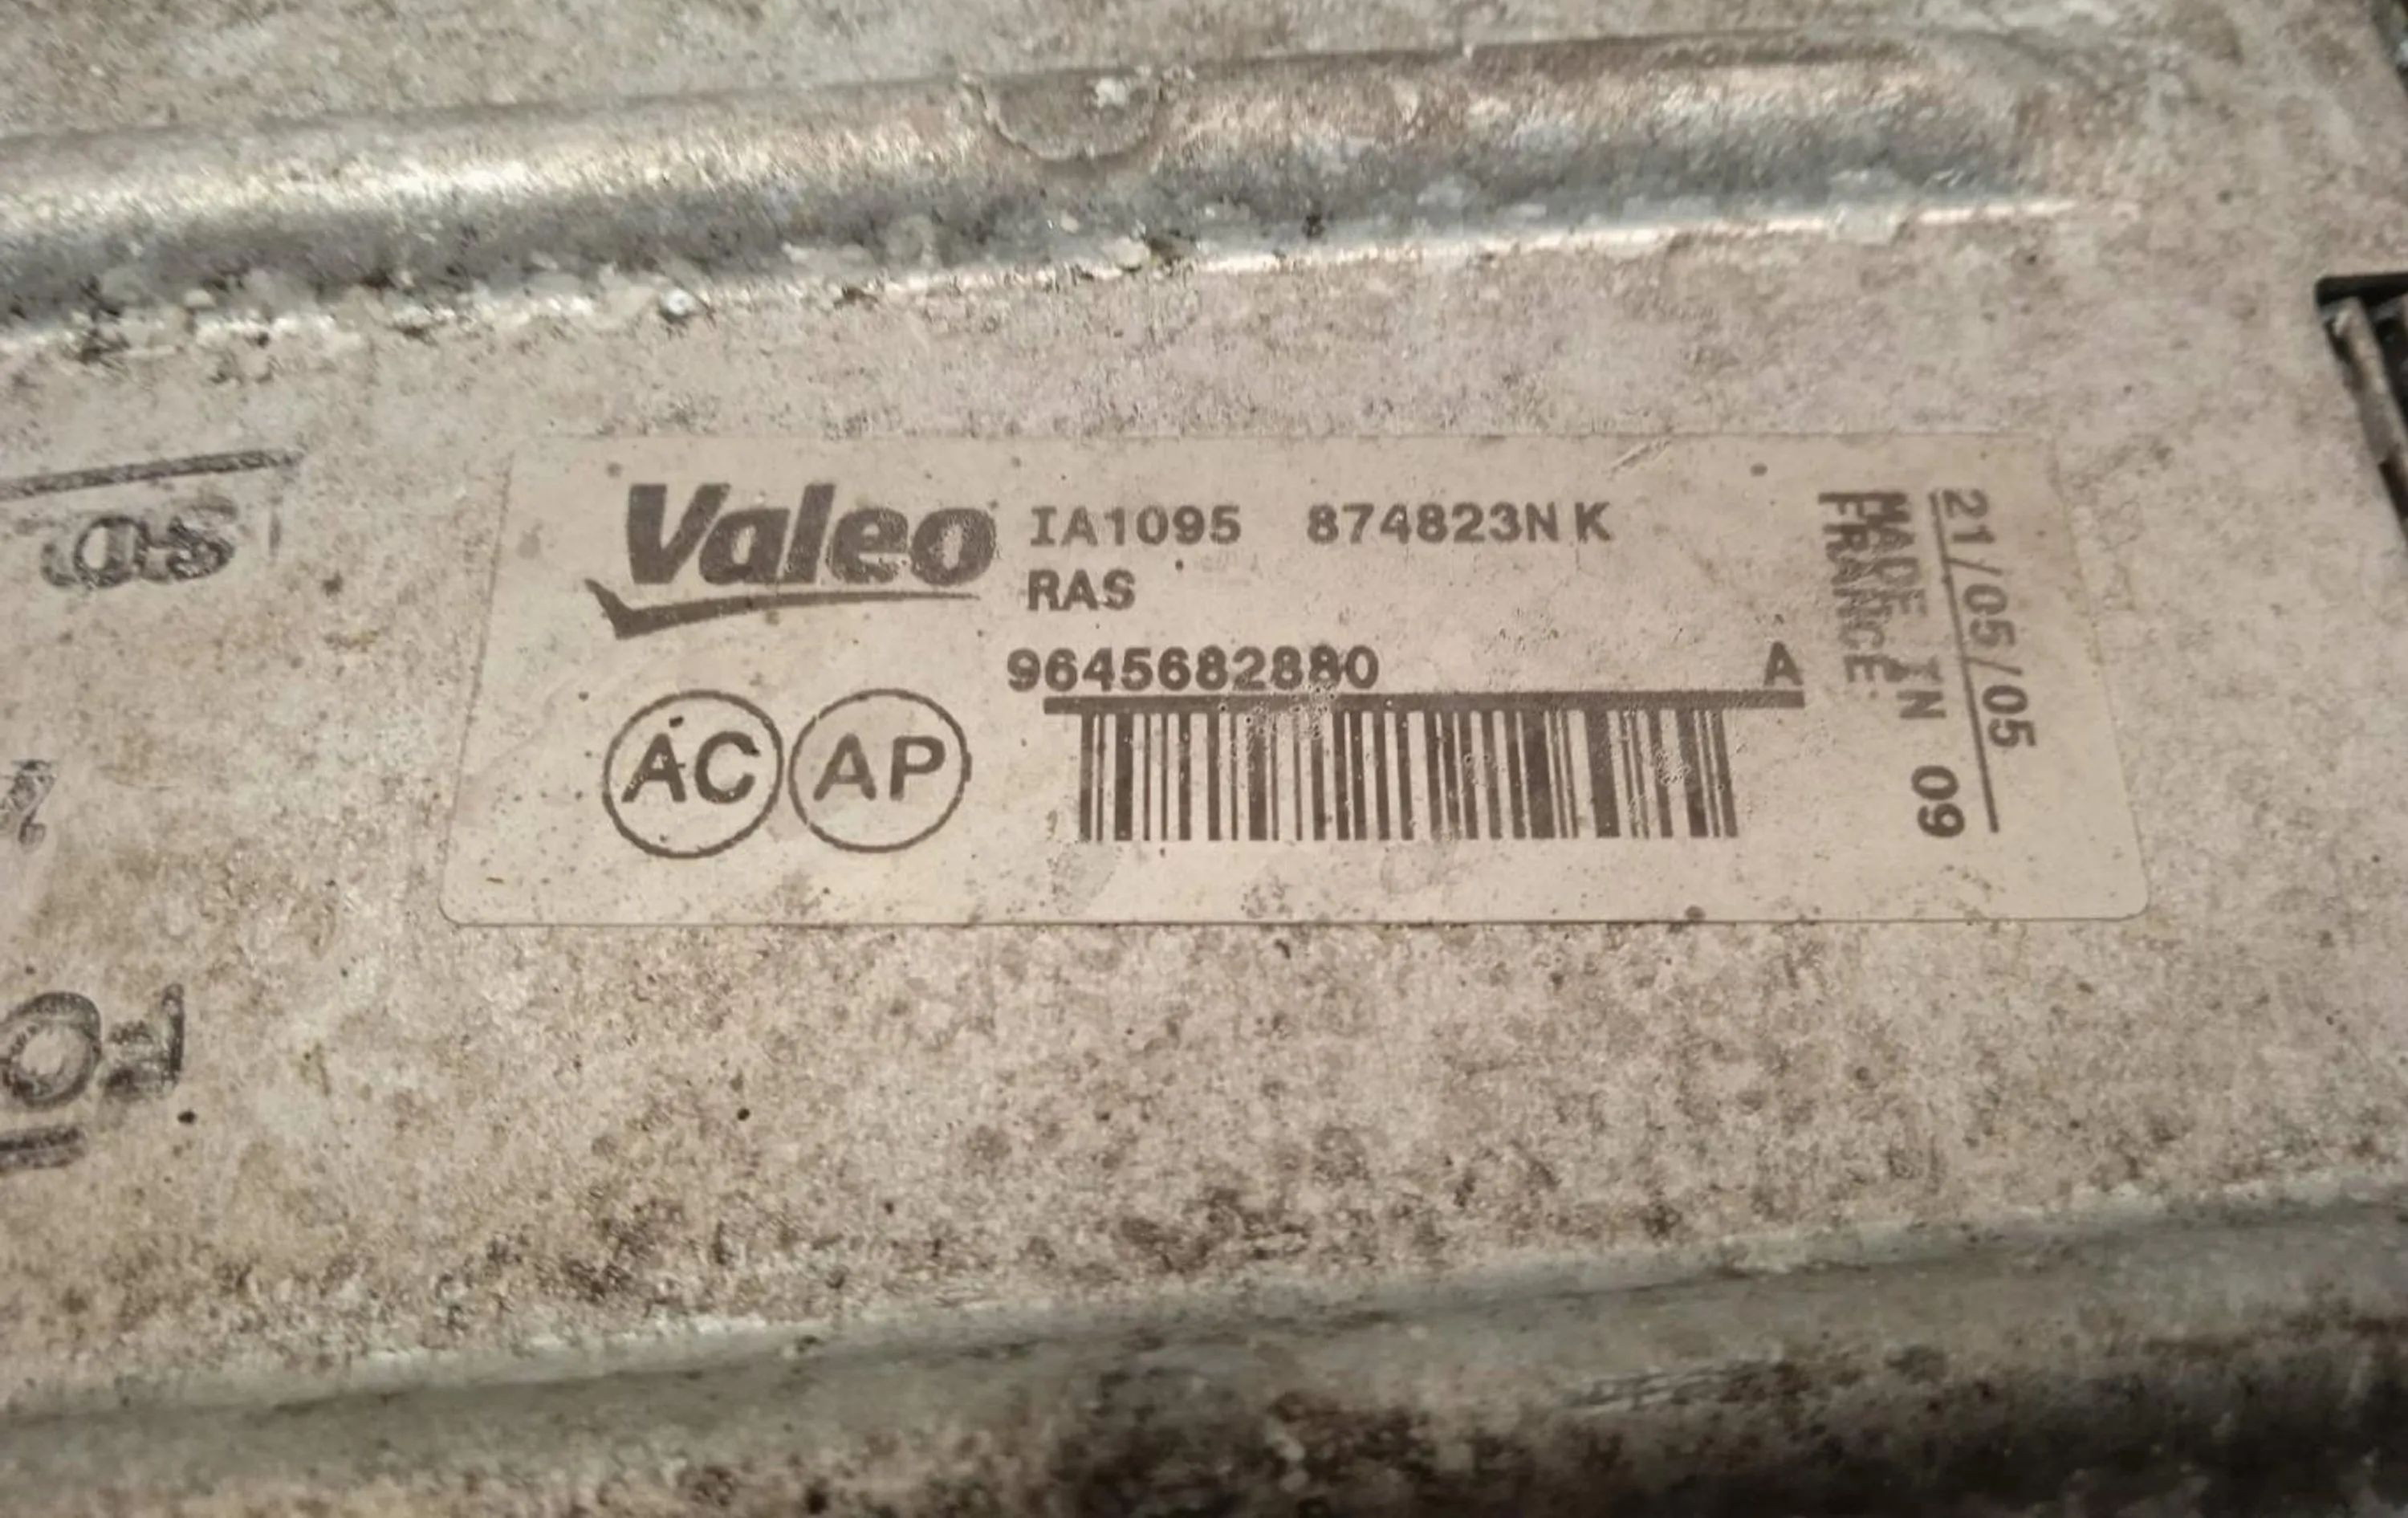 Valeo IA1095 874823N K
RAS
9645682880 A
AC AP
21/05/05
MADE IN 09
FRANCE